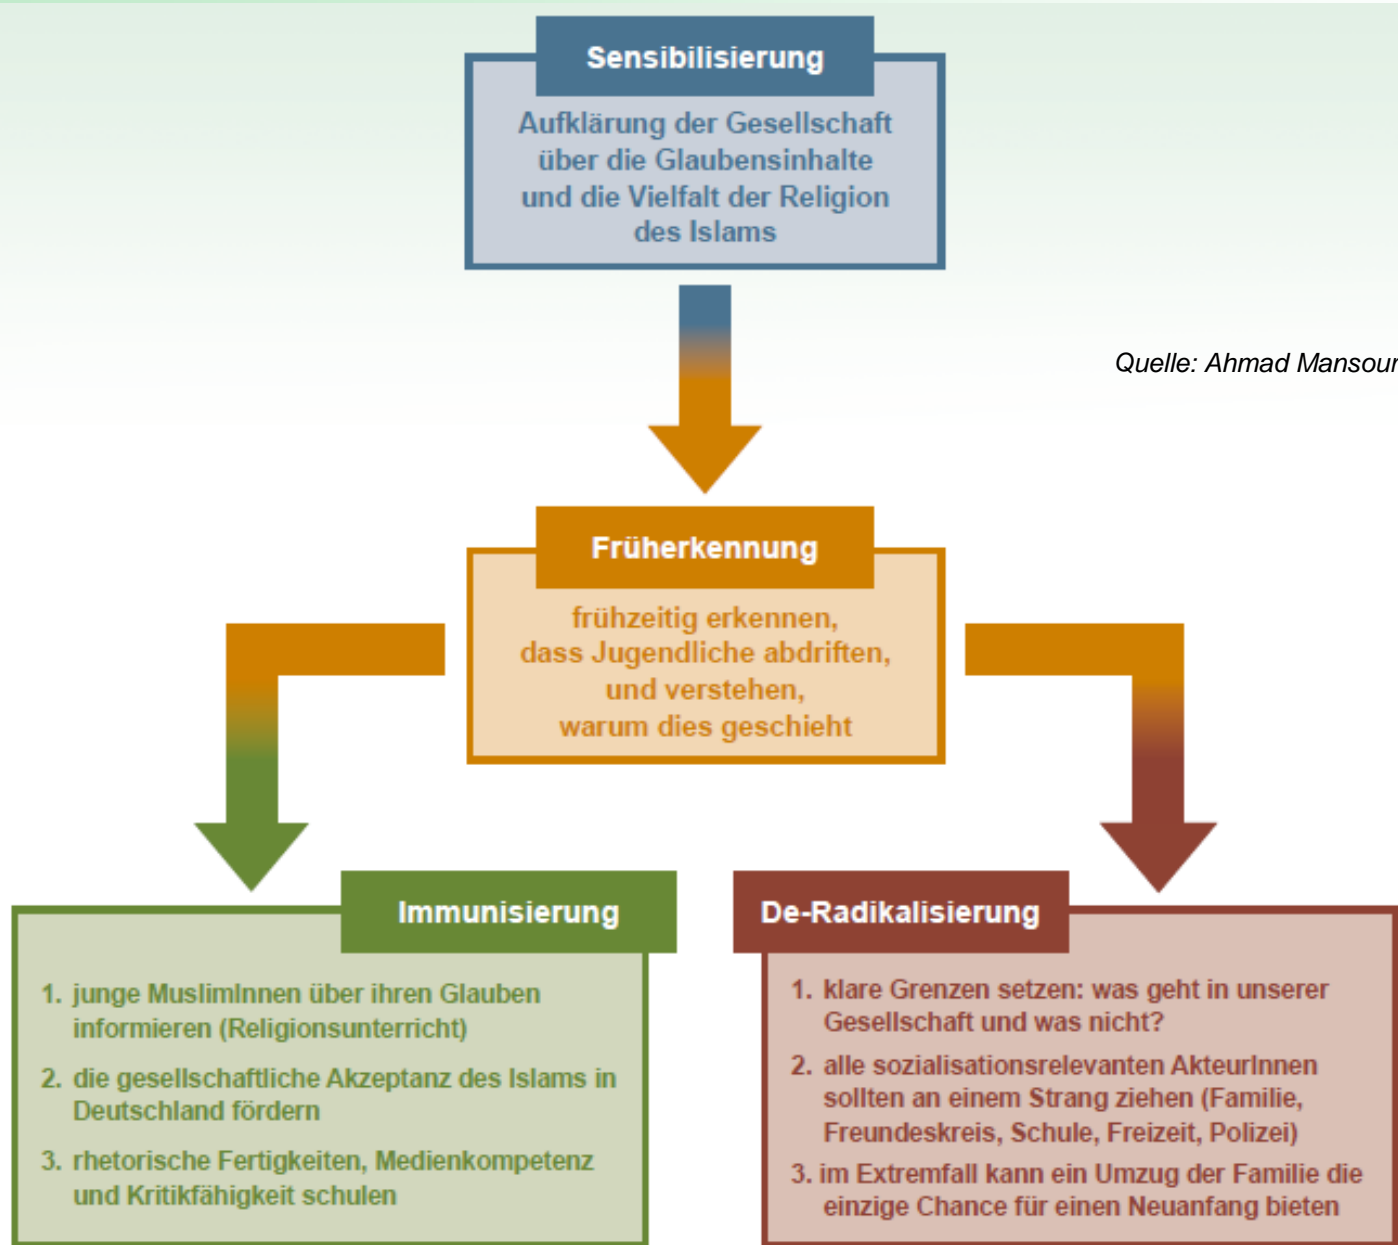 Sensibilisierung
Aufklärung der Gesellschaft
über die Glaubensinhalte
und die Vielfalt der Religion
des Islams
Quelle: Ahmad Mansour
Früherkennung
frühzeitig erkennen,
dass Jugendliche abdriften,
und verstehen,
warum dies geschieht
Immunisierung
1. junge MuslimInnen über ihren Glauben
informieren (Religionsunterricht)
2. die gesellschaftliche Akzeptanz des Islams in
Deutschland fördern
3. rhetorische Fertigkeiten, Medienkompetenz
und Kritikfähigkeit schulen
De-Radikalisierung
1. klare Grenzen setzen: was geht in unserer
Gesellschaft und was nicht?
2. alle sozialisationsrelevanten AkteurInnen
sollten an einem Strang ziehen (Familie,
Freundeskreis, Schule, Freizeit, Polizei)
3. im Extremfall kann ein Umzug der Familie die
einzige Chance für einen Neuanfang bieten